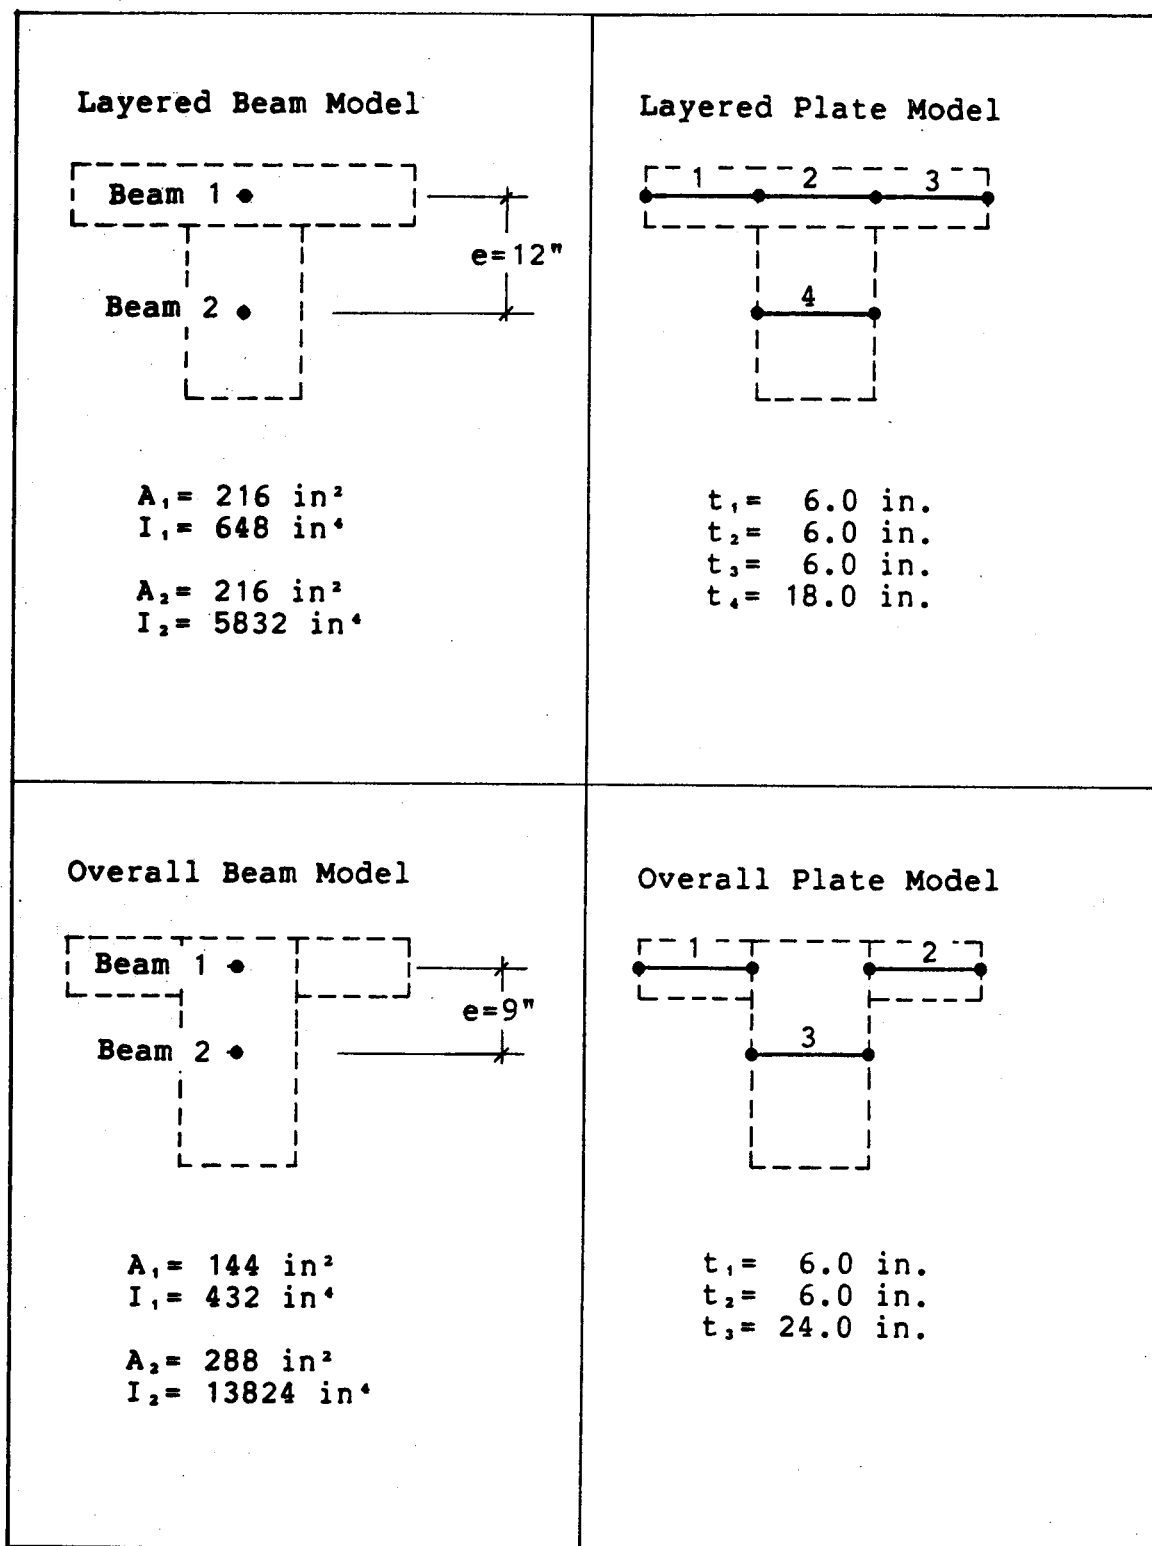 Layered Beam Model
Beam 1
e=12"
Beam 2
A₁= 216 in²
I₁= 648 in⁴
A₂= 216 in²
I₂= 5832 in⁴
Layered Plate Model
1 2 3
4
t₁= 6.0 in.
t₂= 6.0 in.
t₃= 6.0 in.
t₄= 18.0 in.
Overall Beam Model
Beam 1
e=9"
Beam 2
A₁= 144 in²
I₁= 432 in⁴
A₂= 288 in²
I₂= 13824 in⁴
Overall Plate Model
1 2
3
t₁= 6.0 in.
t₂= 6.0 in.
t₃= 24.0 in.